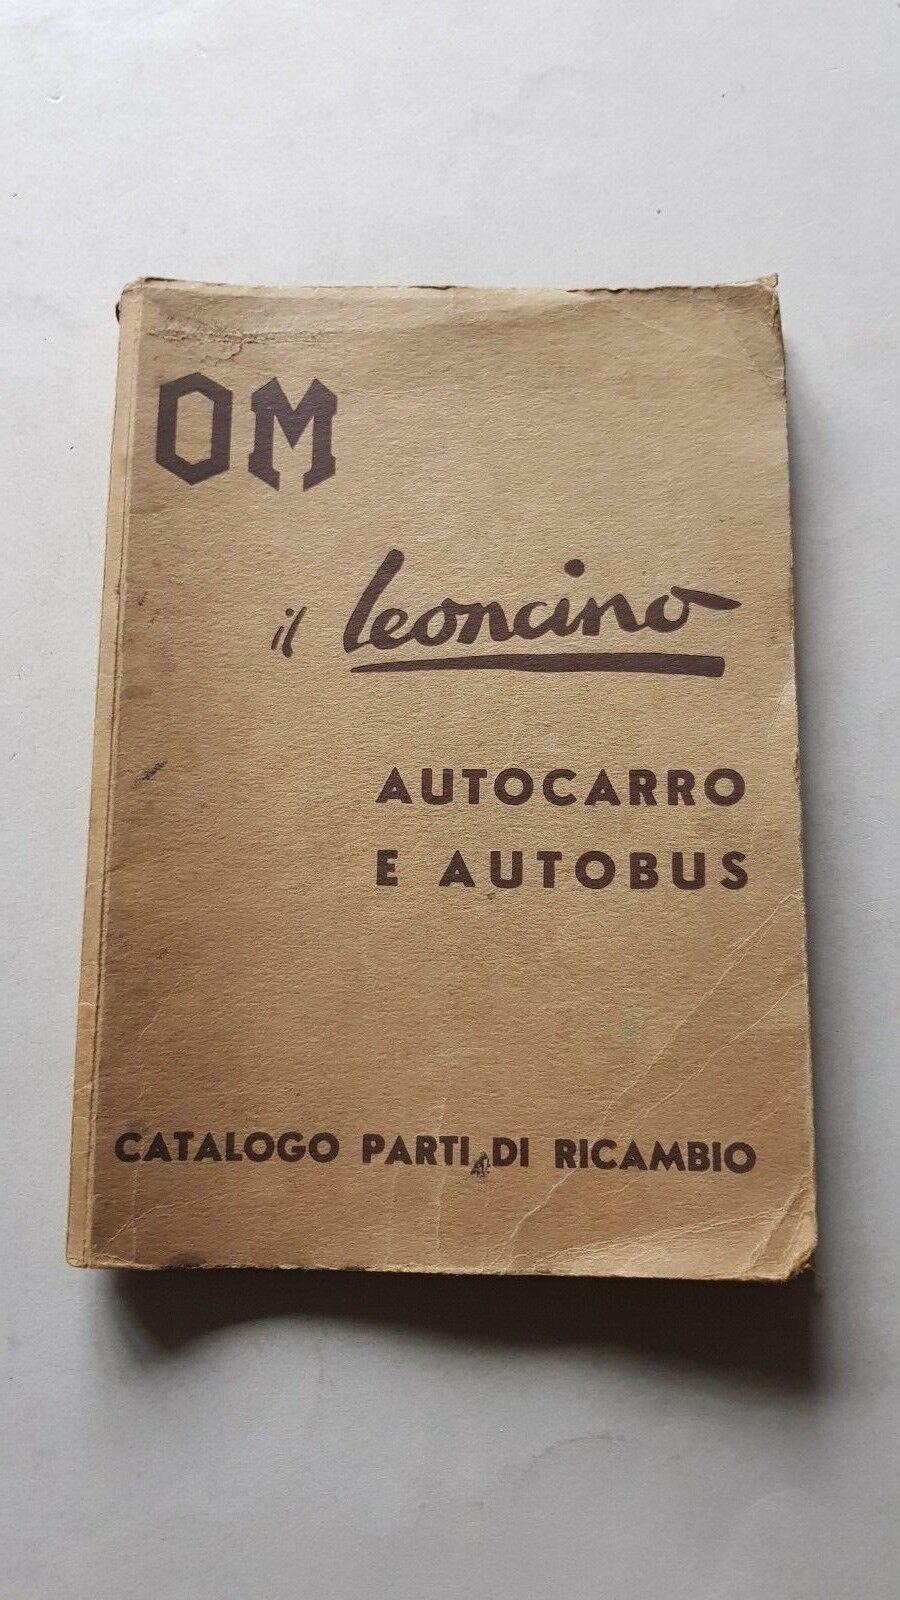 OM
il leoncino
AUTOCARRO
E AUTOBUS
CATALOGO PARTI DI RICAMBIO